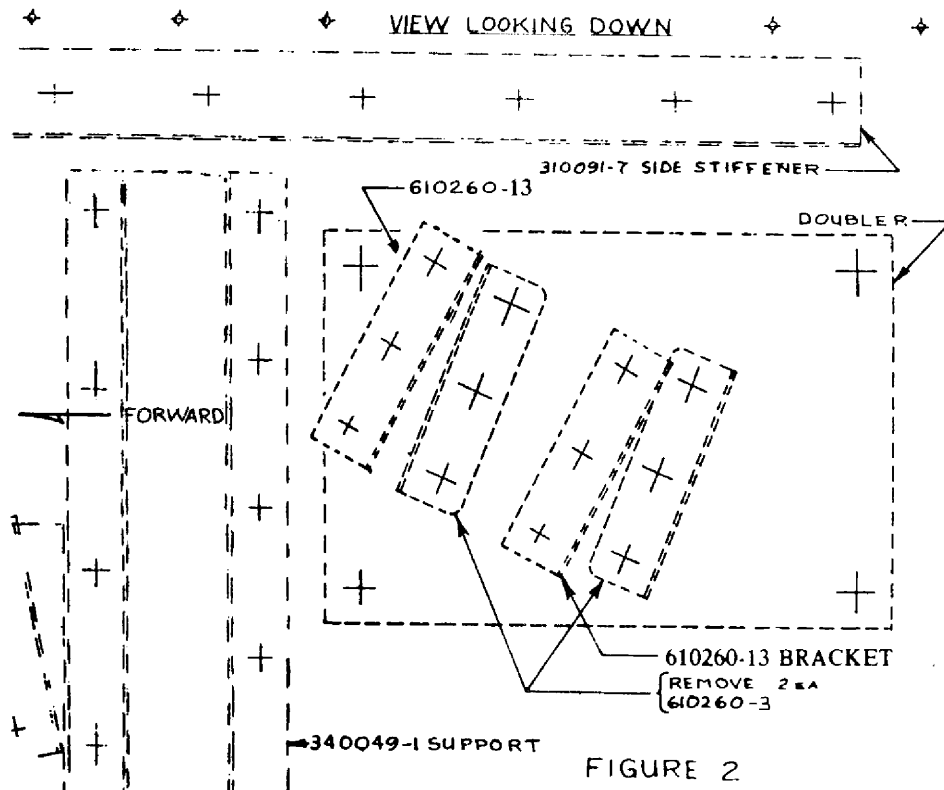 VIEW LOOKING DOWN
310091-7 SIDE STIFFENER
610260-13
DOUBLER
FORWARD
610260-13 BRACKET
REMOVE 2 EA
610260-3
340049-1 SUPPORT
FIGURE 2